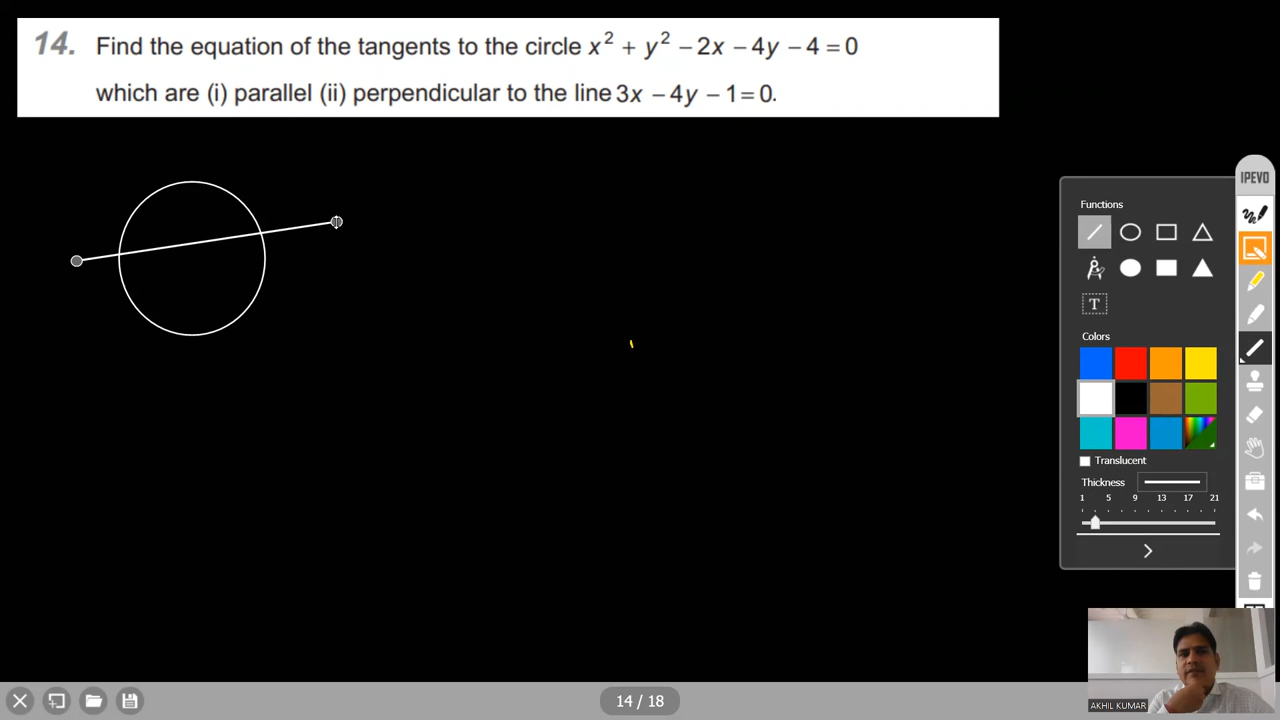 14. Find the equation of the tangents to the circle x² + y² − 2x − 4y − 4 = 0
which are (i) parallel (ii) perpendicular to the line 3x − 4y − 1 = 0.
IPEVO
Functions
T
Colors
Translucent
Thickness
1 5 9 13 17 21
14 / 18
AKHIL KUMAR